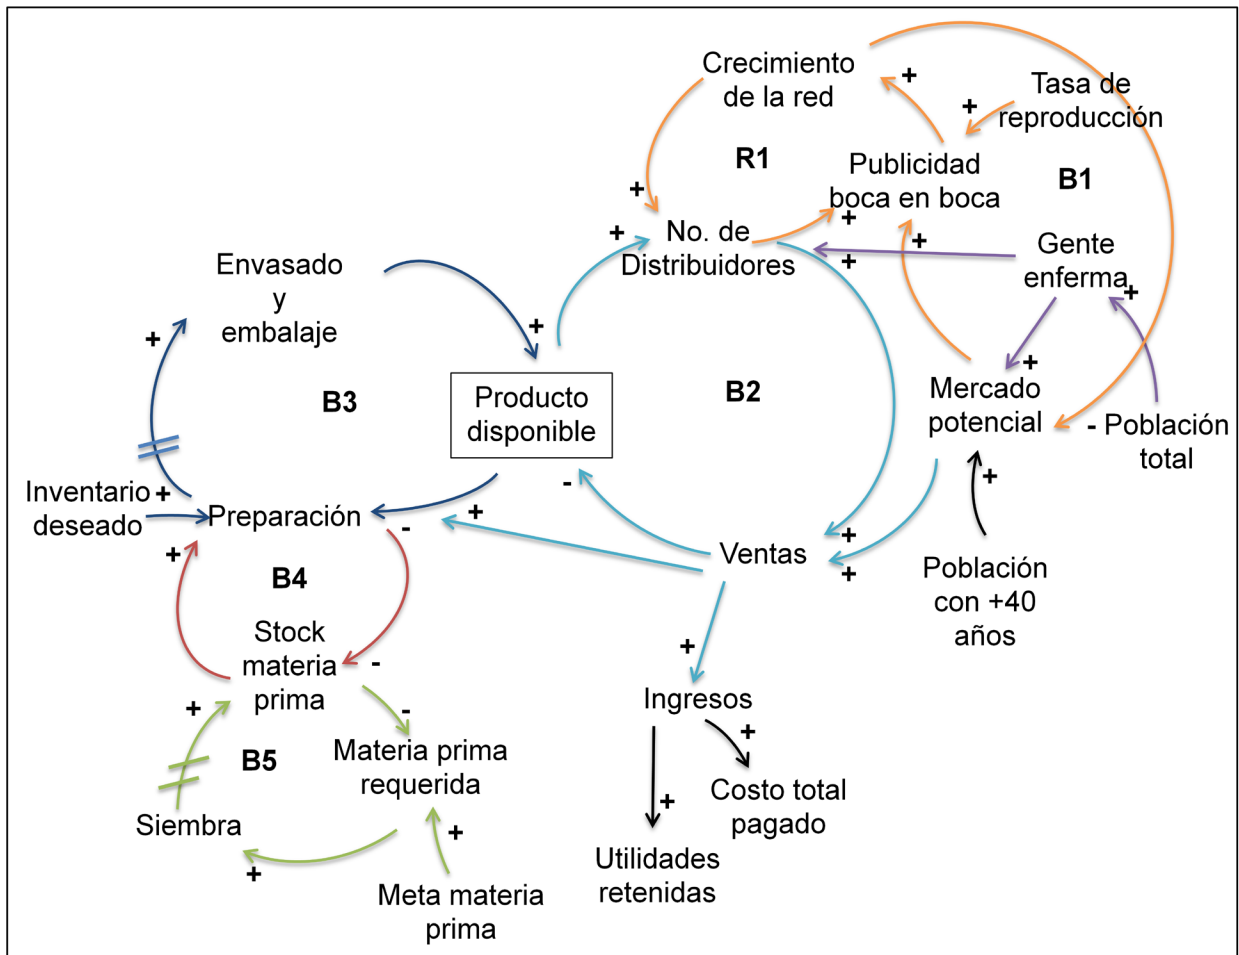 Crecimiento
de la red
+
Tasa de
reproducción
+
R1
Publicidad
boca en boca
B1
+
+
+
No. de
Distribuidores
+
+
Gente
enferma
+
Envasado
y
embalaje
+
+
+
B3
Producto
disponible
B2
Mercado
potencial
- Población
total
Inventario
deseado
+
Preparación
-
+
-
+
+
+
Ventas
+
Población
con +40
años
B4
Stock
materia
prima
-
+
+
-
Ingresos
+
B5
Materia prima
requerida
Costo total
pagado
+
Siembra
+
+
Utilidades
retenidas
Meta materia
prima